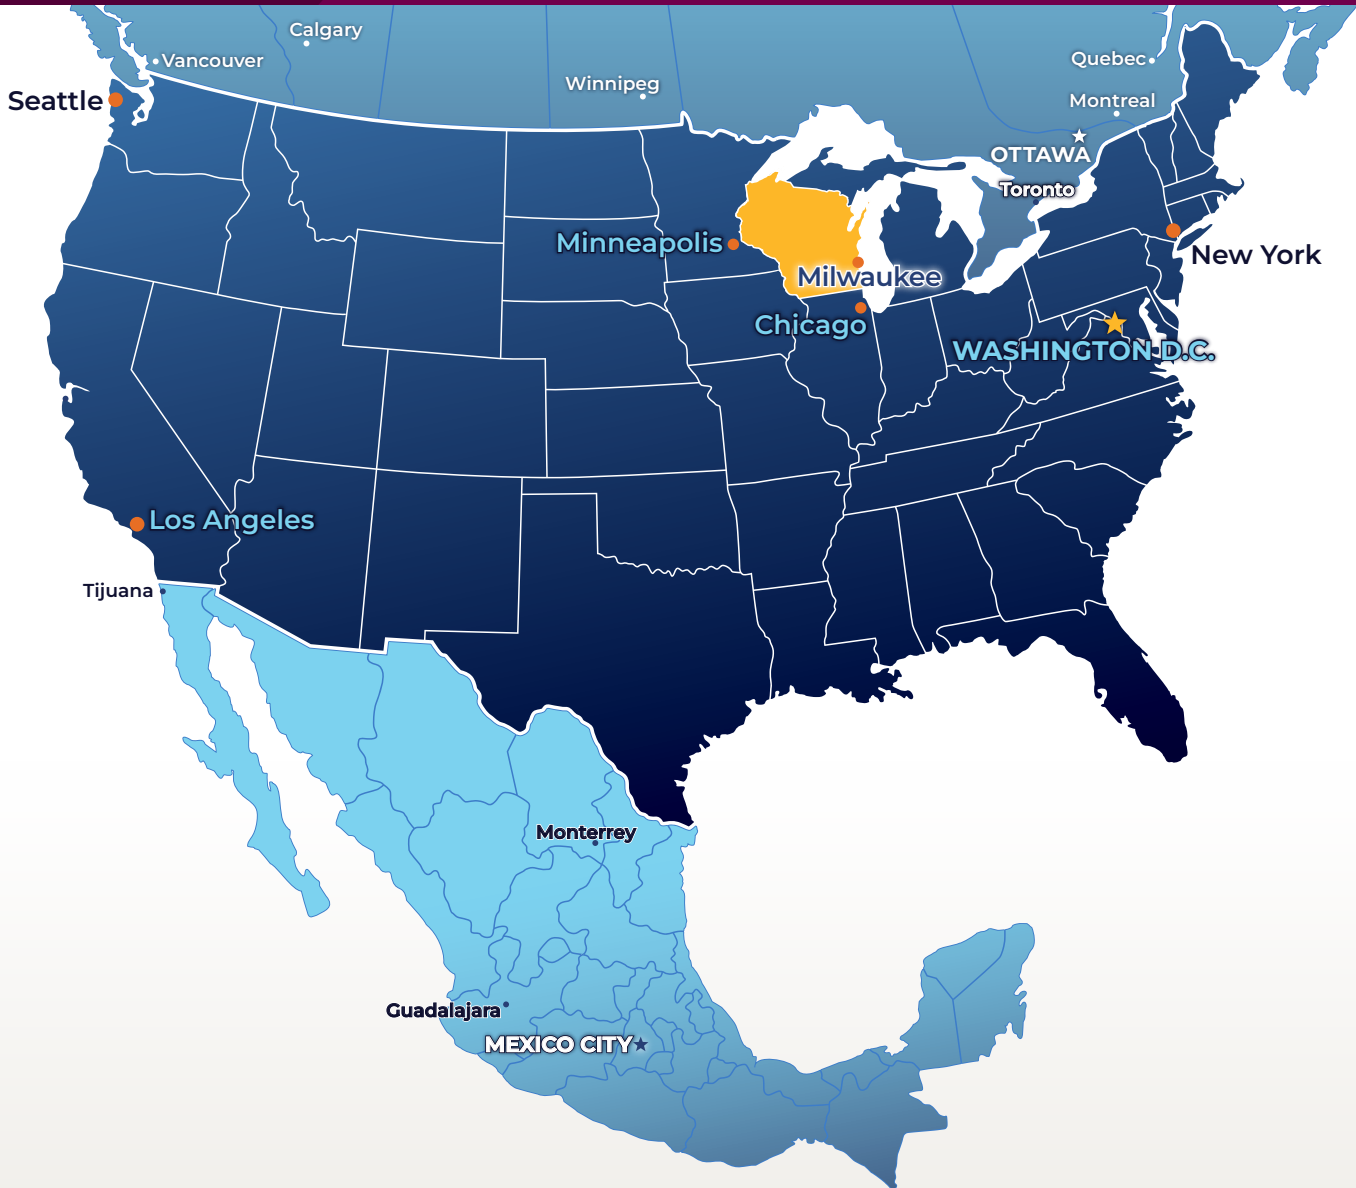 Calgary
Vancouver
Quebec
Winnipeg
Seattle
Montreal
OTTAWA
Toronto
Minneapolis
New York
Milwaukee
Chicago
WASHINGTON D.C.
Los Angeles
Tijuana
Monterrey
Guadalajara
MEXICO CITY